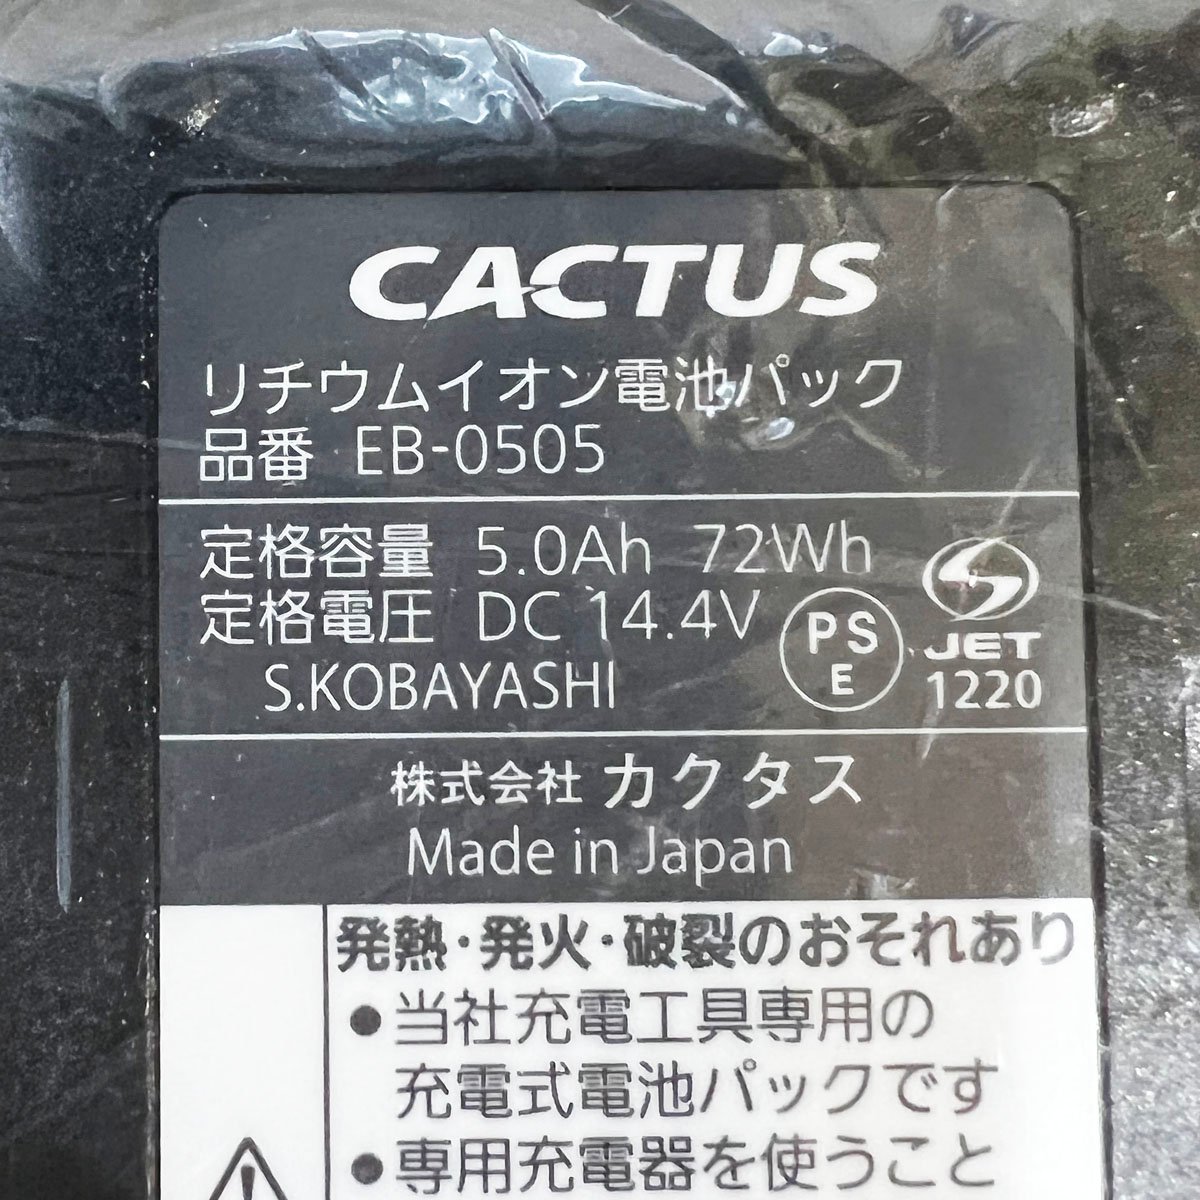 CACTUS
リチウムイオン電池パック
品番 EB-0505
定格容量 5.0Ah 72Wh
定格電圧 DC 14.4V
S.KOBAYASHI
PS
E
JET
1220
株式会社 カクタス
Made in Japan
発熱・発火・破裂のおそれあり
●当社充電工具専用の
充電式電池パックです
●専用充電器を使うこと